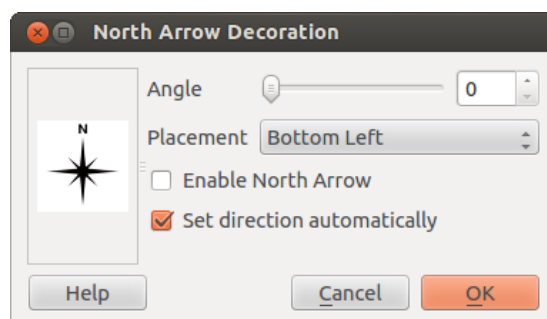 North Arrow Decoration
Angle 0
N
Placement Bottom Left
Enable North Arrow
Set direction automatically
Help Cancel OK